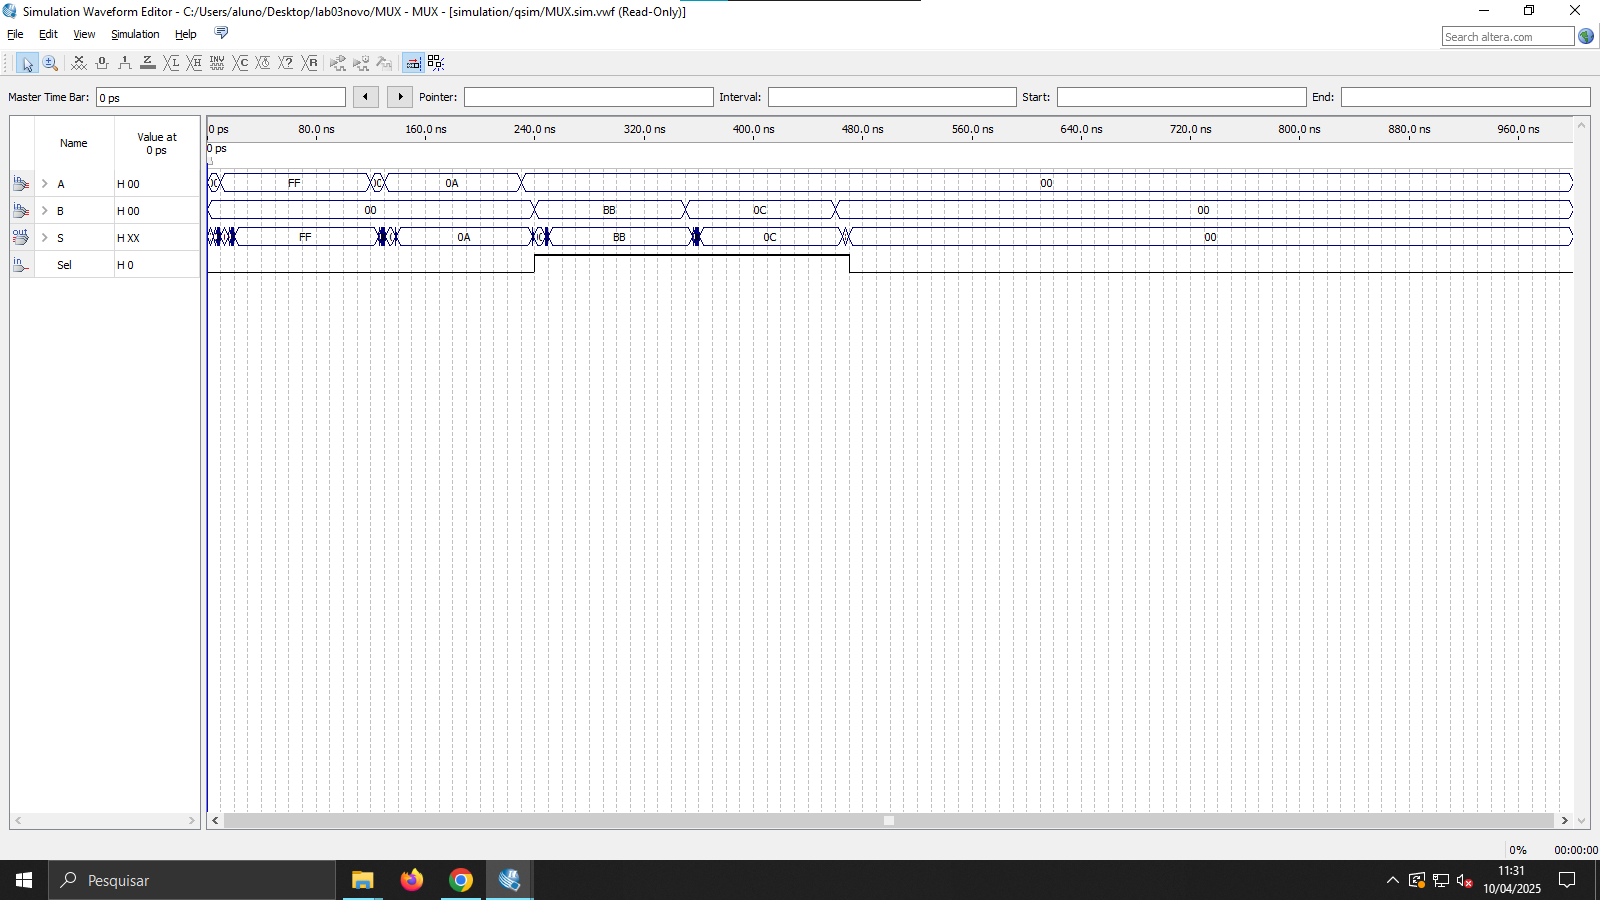 Simulation Waveform Editor - C:/Users/aluno/Desktop/lab03novo/MUX - MUX - [simulation/qsim/MUX.sim.vwf (Read-Only)]
File Edit View Simulation Help
Search altera.com
Master Time Bar: 0 ps Pointer: Interval: Start: End:
Name Value at 0 ps
0 ps 80.0 ns 160.0 ns 240.0 ns 320.0 ns 400.0 ns 480.0 ns 560.0 ns 640.0 ns 720.0 ns 800.0 ns 880.0 ns 960.0 ns
0 ps
in A H 00 FF 0A 00
in B H 00 00 BB 0C 00
out S H XX FF 0A BB 0C 00
in Sel H 0
0% 00:00:00
Pesquisar
11:31
10/04/2025